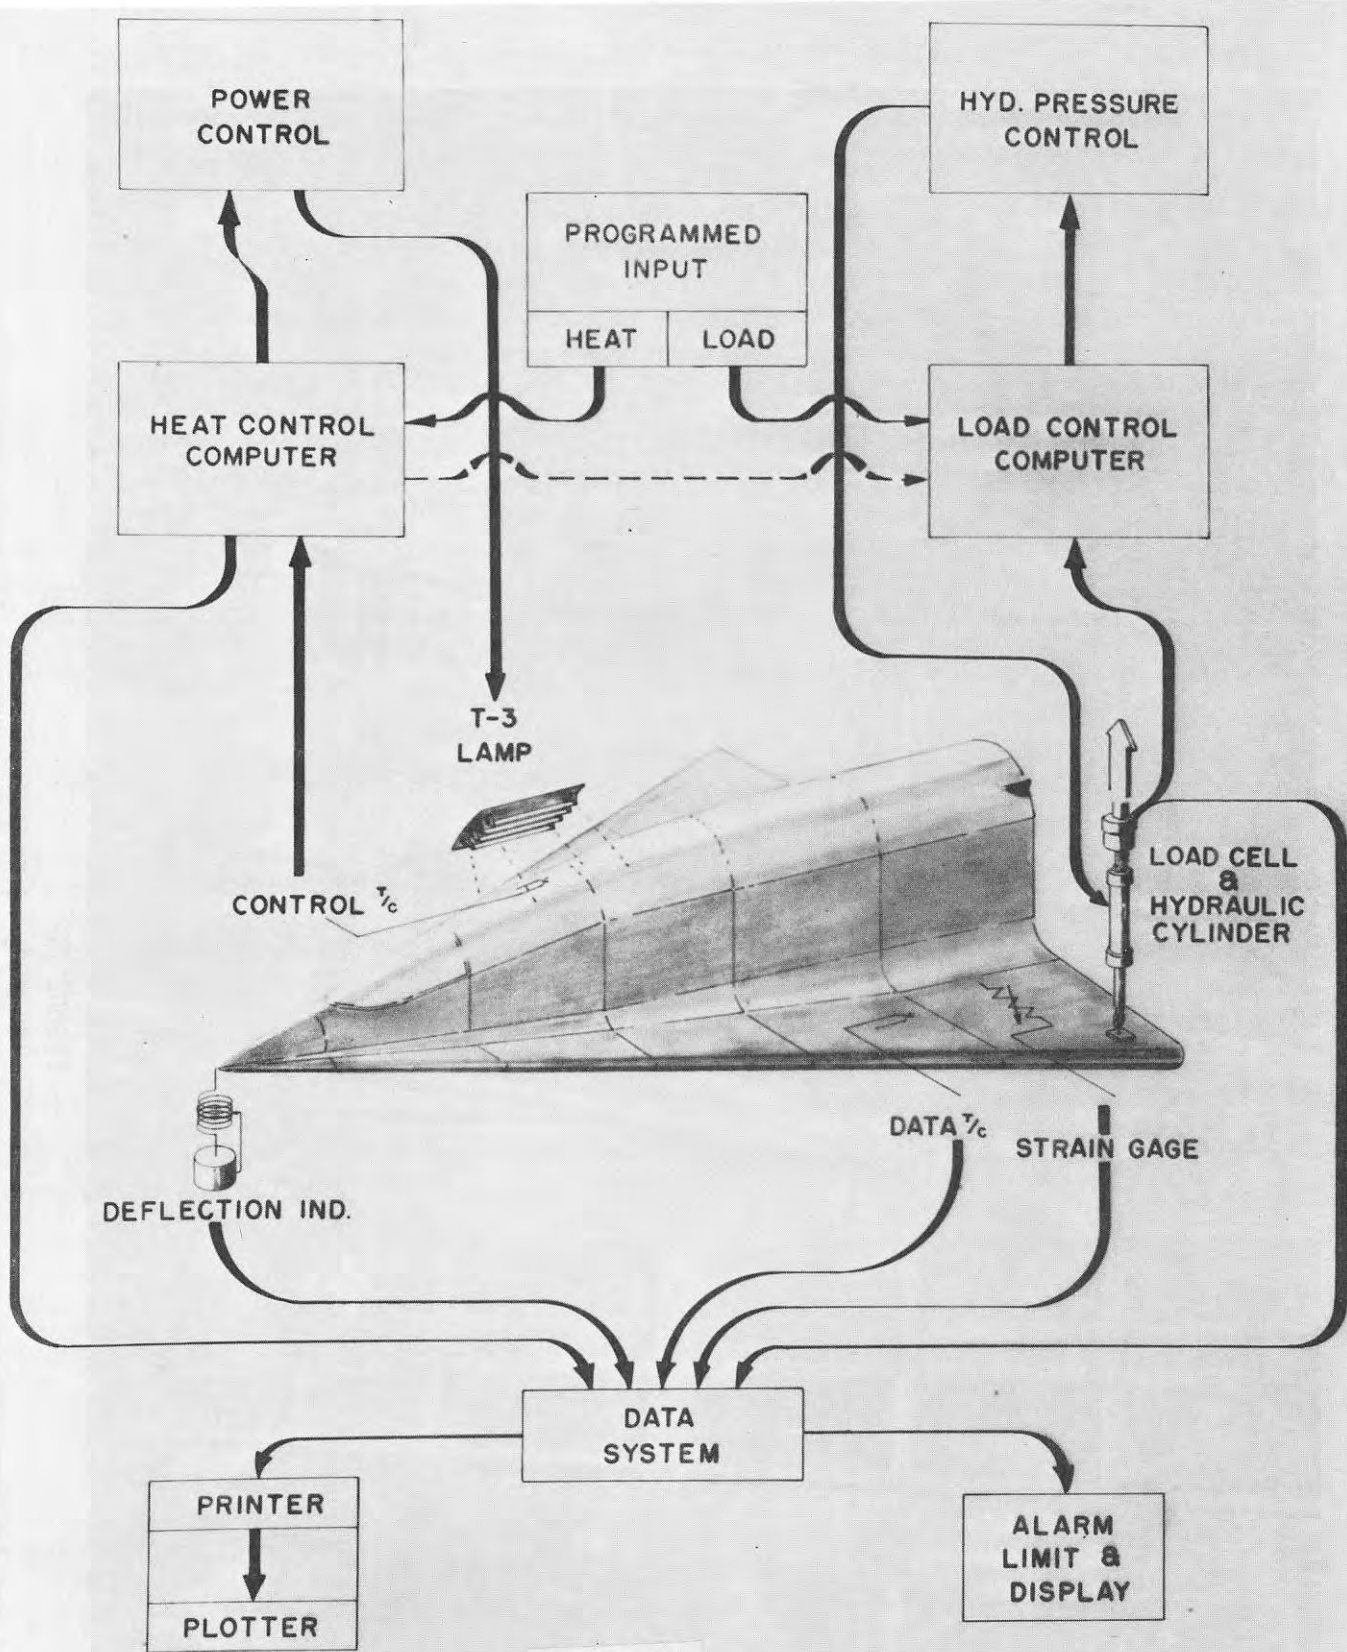 POWER
CONTROL
HYD. PRESSURE
CONTROL
PROGRAMMED
INPUT
HEAT
LOAD
HEAT CONTROL
COMPUTER
LOAD CONTROL
COMPUTER
T-3
LAMP
CONTROL T/C
LOAD CELL
&
HYDRAULIC
CYLINDER
DATA T/C
STRAIN GAGE
DEFLECTION IND.
DATA
SYSTEM
PRINTER
PLOTTER
ALARM
LIMIT &
DISPLAY